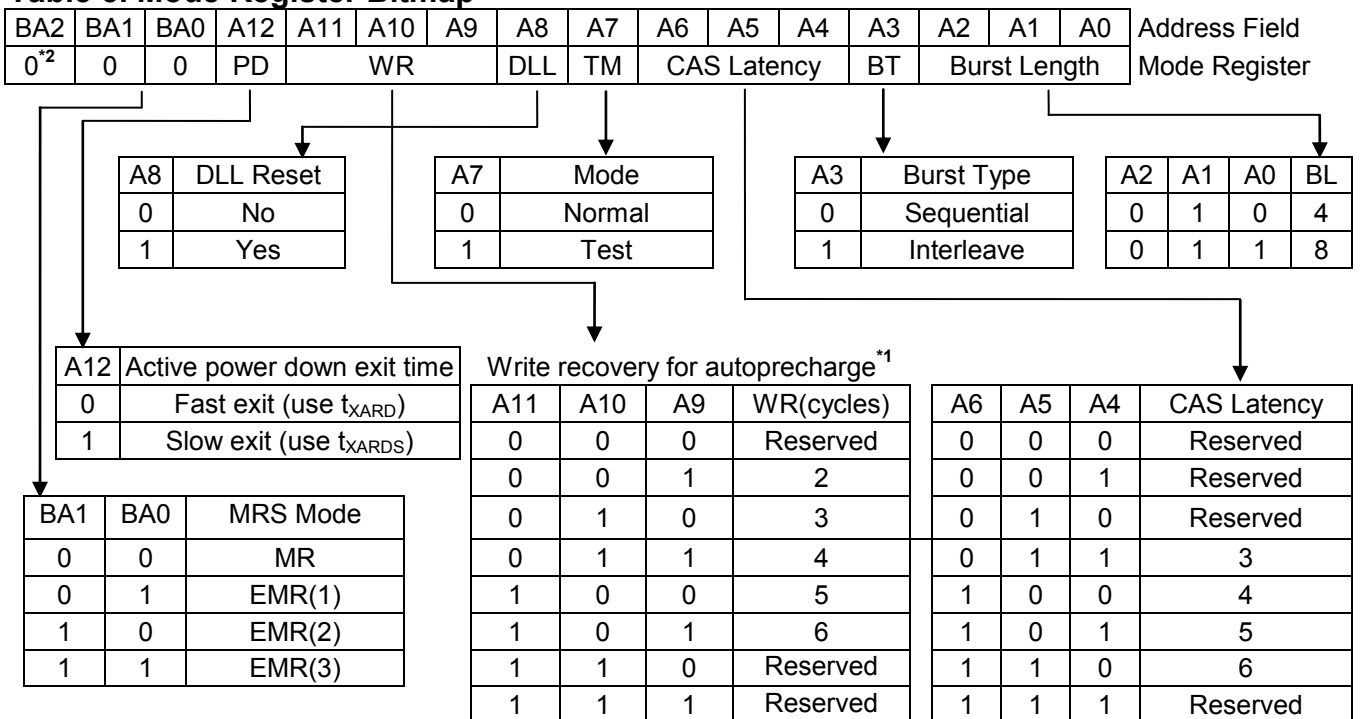 Table 6. Mode Register Bitmap
BA2 BA1 BA0 A12 A11 A10 A9 A8 A7 A6 A5 A4 A3 A2 A1 A0 Address Field
0*2 0 0 PD WR DLL TM CAS Latency BT Burst Length Mode Register
A8 DLL Reset
0 No
1 Yes
A7 Mode
0 Normal
1 Test
A3 Burst Type
0 Sequential
1 Interleave
A2 A1 A0 BL
0 1 0 4
0 1 1 8
A12 Active power down exit time
0 Fast exit (use tXARD)
1 Slow exit (use tXARDS)
Write recovery for autoprecharge*1
A11 A10 A9 WR(cycles)
0 0 0 Reserved
0 0 1 2
0 1 0 3
0 1 1 4
1 0 0 5
1 0 1 6
1 1 0 Reserved
1 1 1 Reserved
A6 A5 A4 CAS Latency
0 0 0 Reserved
0 0 1 Reserved
0 1 0 Reserved
0 1 1 3
1 0 0 4
1 0 1 5
1 1 0 6
1 1 1 Reserved
BA1 BA0 MRS Mode
0 0 MR
0 1 EMR(1)
1 0 EMR(2)
1 1 EMR(3)